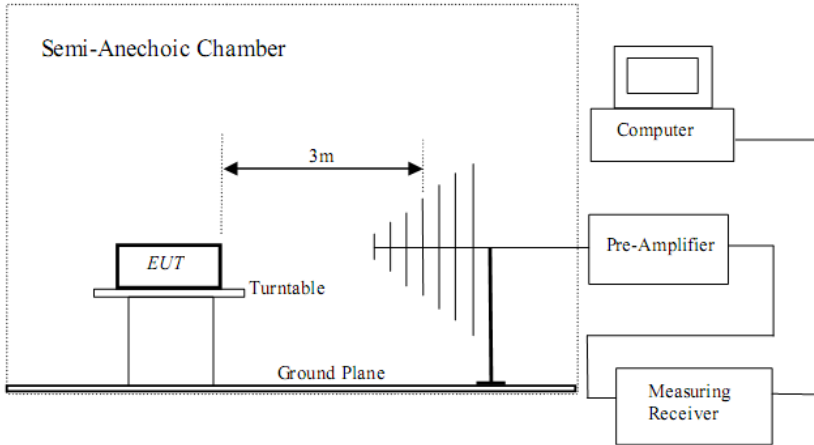 Semi-Anechoic Chamber
Computer
3m
Pre-Amplifier
EUT
Turntable
Ground Plane
Measuring
Receiver